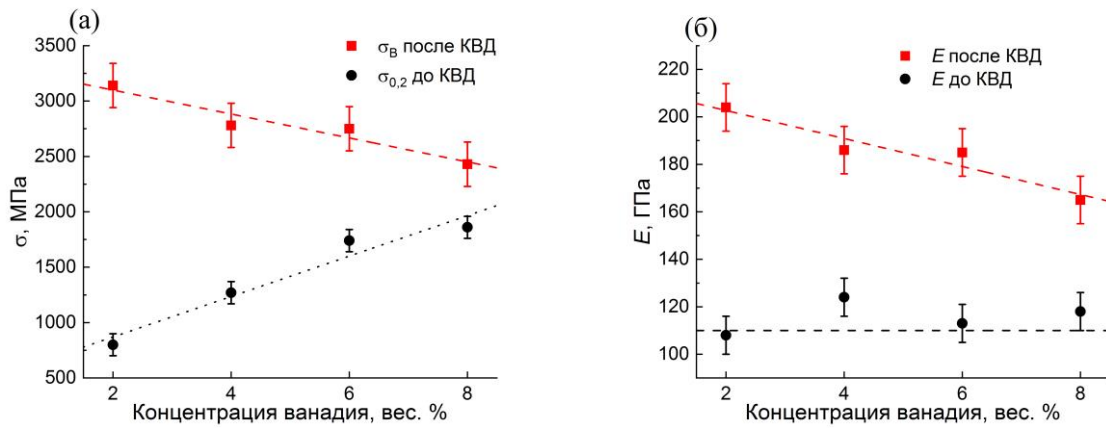 (а)
σВ после КВД
σ0,2 до КВД
3500
3000
2500
2000
1500
1000
500
σ, МПа
2 4 6 8
Концентрация ванадия, вес. %
(б)
E после КВД
E до КВД
220
200
180
160
140
120
100
E, ГПа
2 4 6 8
Концентрация ванадия, вес. %